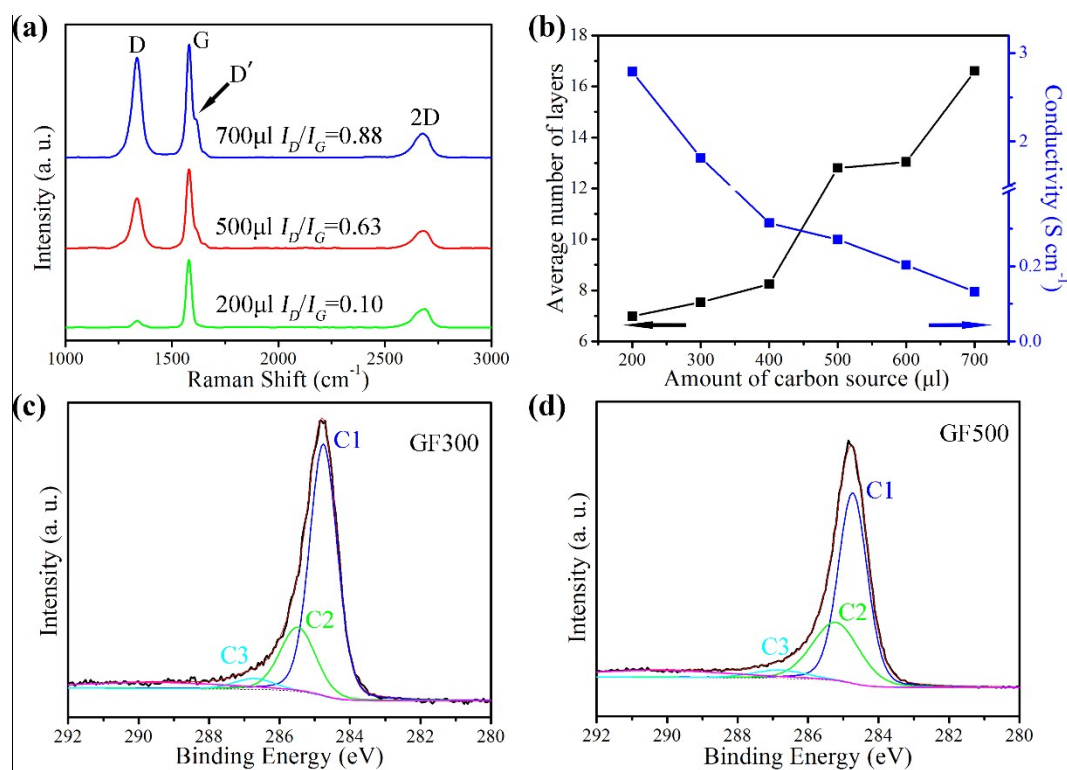 (a)
D
G
D′
2D
700μl I_D/I_G=0.88
500μl I_D/I_G=0.63
200μl I_D/I_G=0.10
Intensity (a. u.)
1000 1500 2000 2500 3000
Raman Shift (cm⁻¹)
(b)
18
16
14
12
10
8
6
Average number of layers
3
2
0.2
0.0
Conductivity (S cm⁻¹)
200 300 400 500 600 700
Amount of carbon source (μl)
(c)
GF300
C1
C2
C3
Intensity (a. u.)
292 290 288 286 284 282 280
Binding Energy (eV)
(d)
GF500
C1
C2
C3
Intensity (a. u.)
292 290 288 286 284 282 280
Binding Energy (eV)